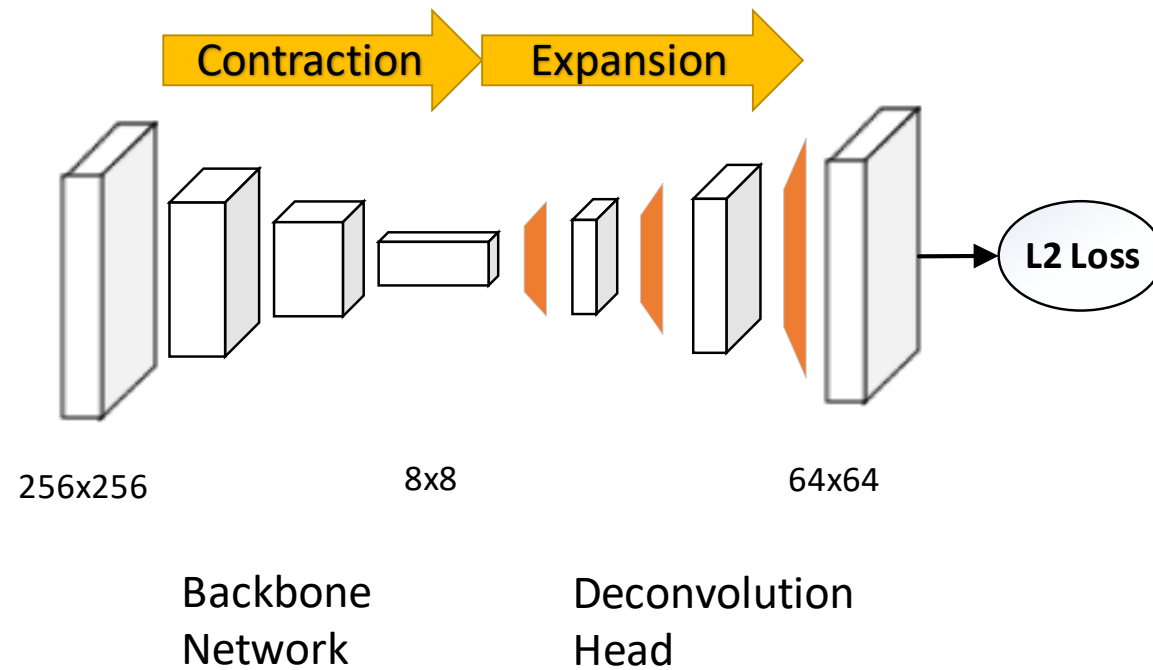 Contraction
Expansion
L2 Loss
256x256
8x8
64x64
Backbone
Network
Deconvolution
Head